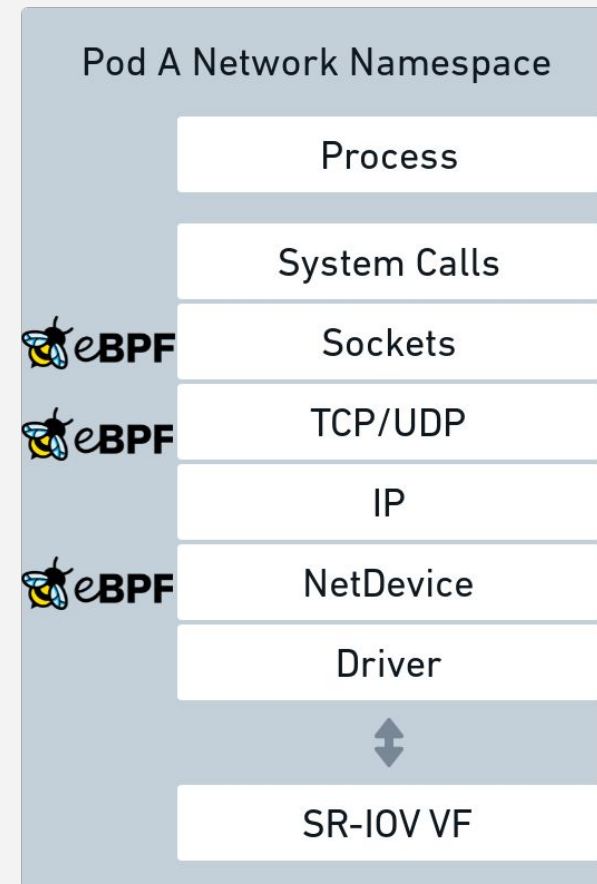 Pod A Network Namespace
Process
System Calls
eBPF Sockets
eBPF TCP/UDP
IP
eBPF NetDevice
Driver
SR-IOV VF